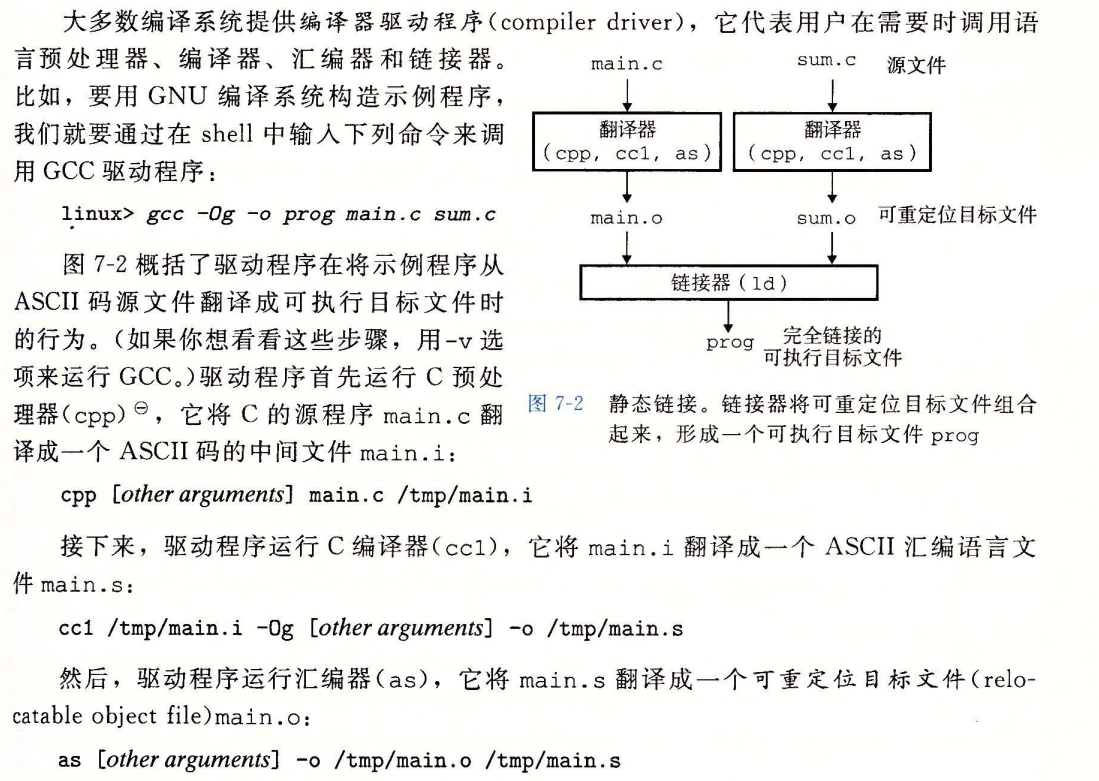 大多数编译系统提供编译器驱动程序(compiler driver)，它代表用户在需要时调用语
言预处理器、编译器、汇编器和链接器。
比如，要用 GNU 编译系统构造示例程序，
我们就要通过在 shell 中输入下列命令来调
用 GCC 驱动程序：
linux> gcc -Og -o prog main.c sum.c
图 7-2 概括了驱动程序在将示例程序从
ASCII 码源文件翻译成可执行目标文件时
的行为。(如果你想看看这些步骤，用-v 选
项来运行 GCC。)驱动程序首先运行 C 预处
理器(cpp)⊖，它将 C 的源程序 main.c 翻
译成一个 ASCII 码的中间文件 main.i：
main.c sum.c 源文件
翻译器 翻译器
(cpp, cc1, as) (cpp, cc1, as)
main.o sum.o 可重定位目标文件
链接器(ld)
prog 完全链接的
可执行目标文件
图 7-2 静态链接。链接器将可重定位目标文件组合
起来，形成一个可执行目标文件 prog
cpp [other arguments] main.c /tmp/main.i
接下来，驱动程序运行 C 编译器(cc1)，它将 main.i 翻译成一个 ASCII 汇编语言文
件 main.s：
cc1 /tmp/main.i -Og [other arguments] -o /tmp/main.s
然后，驱动程序运行汇编器(as)，它将 main.s 翻译成一个可重定位目标文件(relo-
catable object file)main.o：
as [other arguments] -o /tmp/main.o /tmp/main.s